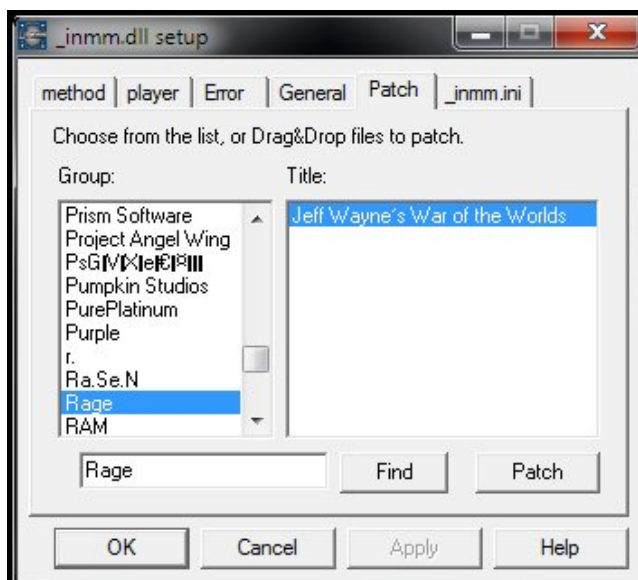 _inmm.dll setup
method player Error General Patch _inmm.ini
Choose from the list, or Drag&Drop files to patch.
Group: Title:
Prism Software
Project Angel Wing
Pumpkin Studios
PurePlatinum
Purple
r.
Ra.Se.N
Rage
RAM
Jeff Wayne´s War of the Worlds
Rage Find Patch
OK Cancel Apply Help